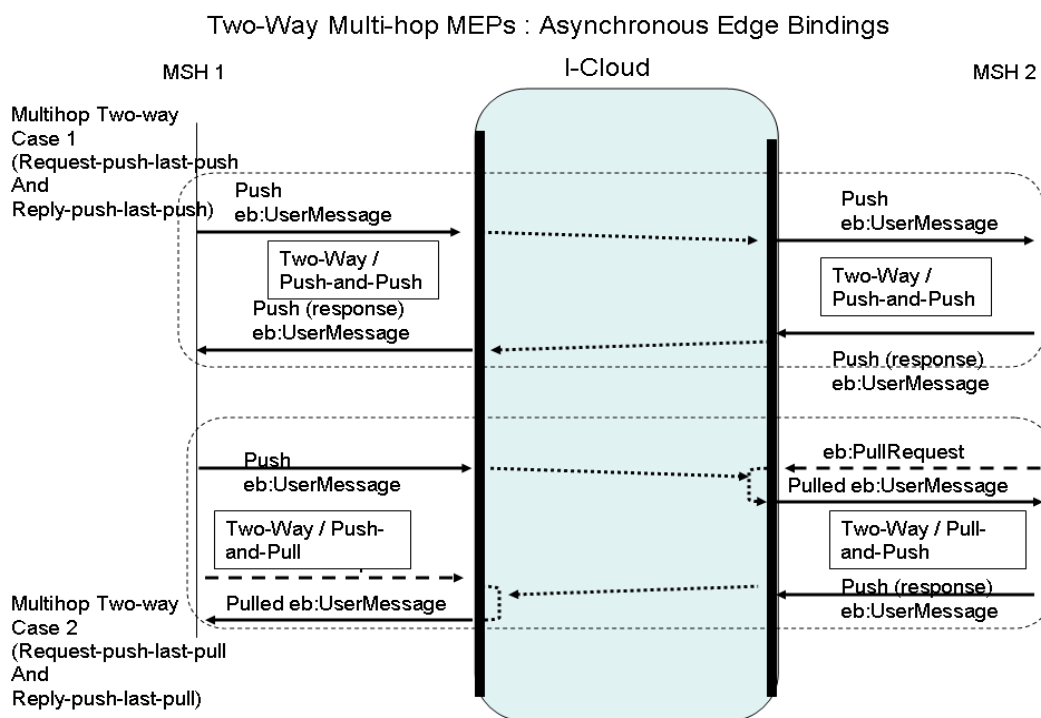 Two-Way Multi-hop MEPs : Asynchronous Edge Bindings
MSH 1
I-Cloud
MSH 2
Multihop Two-way
Case 1
(Request-push-last-push
And
Reply-push-last-push)
Push
eb:UserMessage
Push
eb:UserMessage
Two-Way /
Push-and-Push
Two-Way /
Push-and-Push
Push (response)
eb:UserMessage
Push (response)
eb:UserMessage
Push
eb:UserMessage
eb:PullRequest
Pulled eb:UserMessage
Two-Way / Push-
and-Pull
Two-Way / Pull-
and-Push
Pulled eb:UserMessage
Push (response)
eb:UserMessage
Multihop Two-way
Case 2
(Request-push-last-pull
And
Reply-push-last-pull)